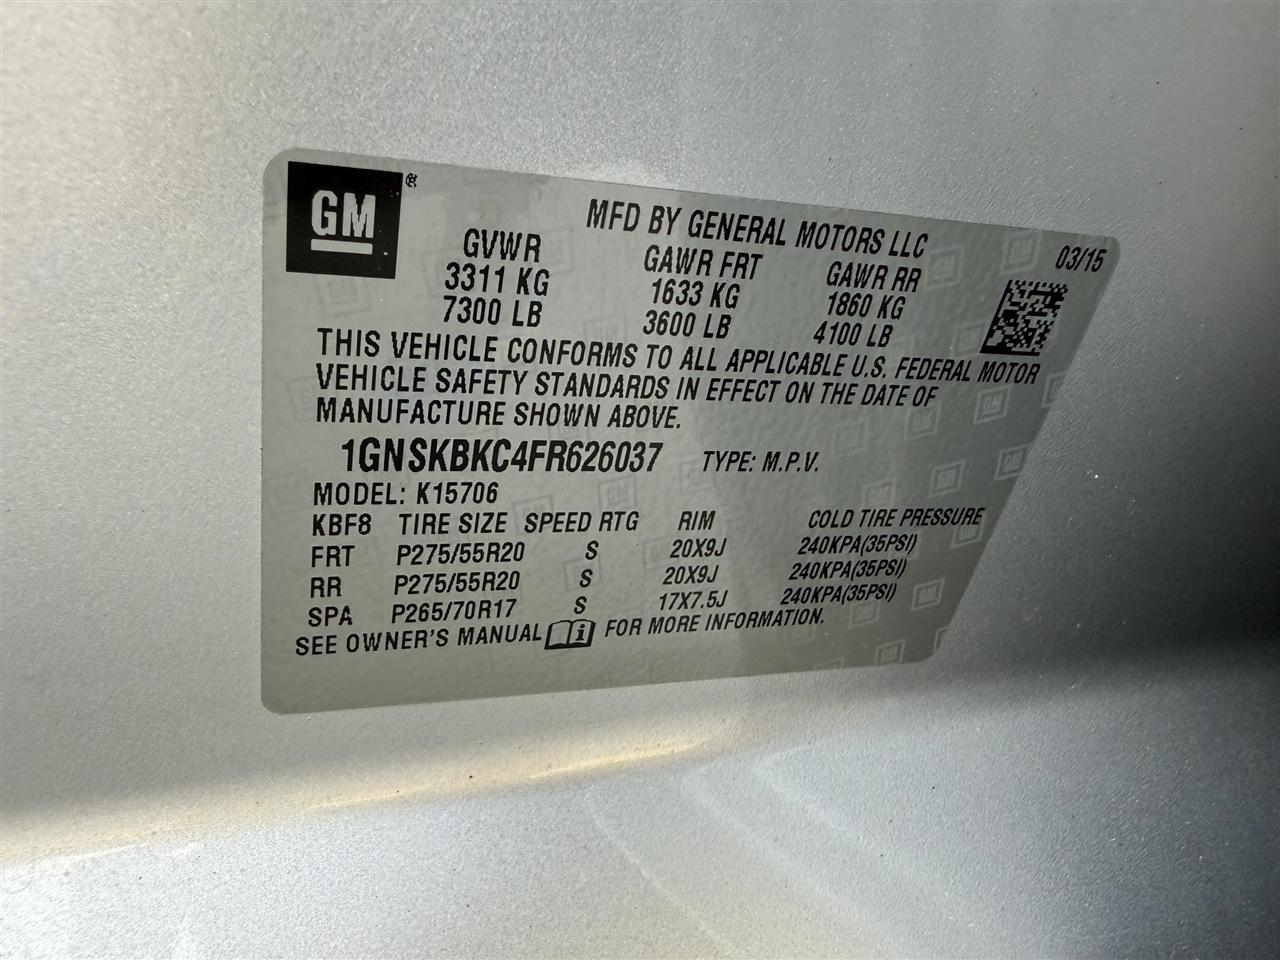 GM®
MFD BY GENERAL MOTORS LLC
03/15
GVWR GAWR FRT GAWR RR
3311 KG 1633 KG 1860 KG
7300 LB 3600 LB 4100 LB
THIS VEHICLE CONFORMS TO ALL APPLICABLE U.S. FEDERAL MOTOR
VEHICLE SAFETY STANDARDS IN EFFECT ON THE DATE OF
MANUFACTURE SHOWN ABOVE.
1GNSKBKC4FR626037 TYPE: M.P.V.
MODEL: K15706
KBF8 TIRE SIZE SPEED RTG RIM COLD TIRE PRESSURE
FRT P275/55R20 S 20X9J 240KPA(35PSI)
RR P275/55R20 S 20X9J 240KPA(35PSI)
SPA P265/70R17 S 17X7.5J 240KPA(35PSI)
SEE OWNER'S MANUAL i FOR MORE INFORMATION.